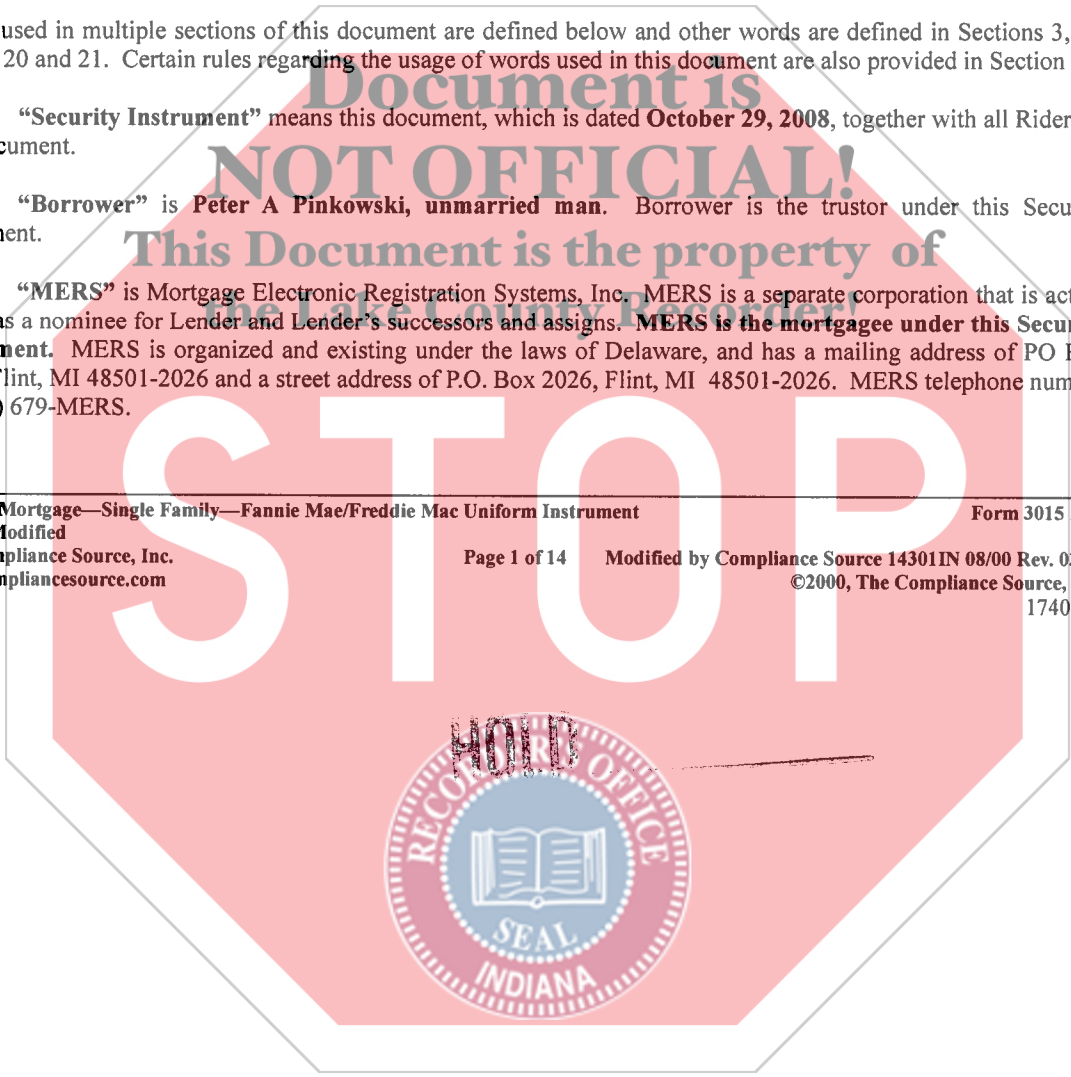 used in multiple sections of this document are defined below and other words are defined in Sections 3,
20 and 21. Certain rules regarding the usage of words used in this document are also provided in Section
Document is
“Security Instrument” means this document, which is dated October 29, 2008, together with all Rider
cument.
NOT OFFICIAL!
“Borrower” is Peter A Pinkowski, unmarried man. Borrower is the trustor under this Secu
ent.
This Document is the property of
“MERS” is Mortgage Electronic Registration Systems, Inc. MERS is a separate corporation that is act
the Lake County Recorder!
as a nominee for Lender and Lender’s successors and assigns. MERS is the mortgagee under this Secur
ment. MERS is organized and existing under the laws of Delaware, and has a mailing address of PO
lint, MI 48501-2026 and a street address of P.O. Box 2026, Flint, MI 48501-2026. MERS telephone num
) 679-MERS.
STOP
Mortgage—Single Family—Fannie Mae/Freddie Mac Uniform Instrument Form 3015
Modified
mpliance Source, Inc. Page 1 of 14 Modified by Compliance Source 14301IN 08/00 Rev. 0
mpliancesource.com ©2000, The Compliance Source,
1740
HOLD
RECORDER'S OFFICE
SEAL
INDIANA